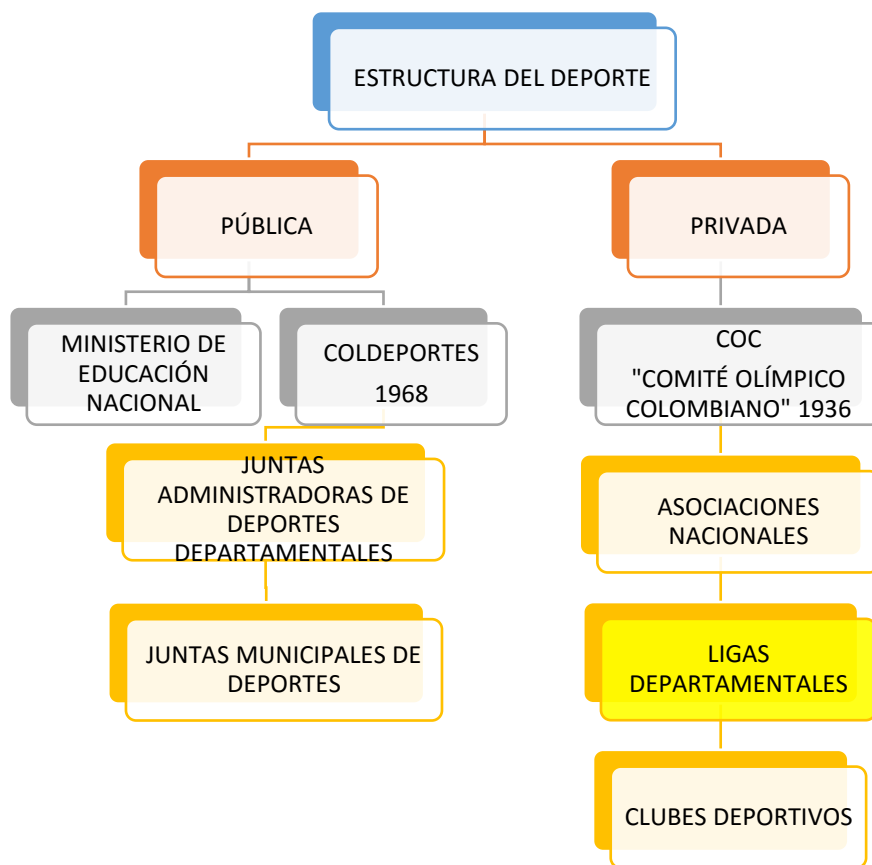 ESTRUCTURA DEL DEPORTE
PÚBLICA
PRIVADA
MINISTERIO DE
EDUCACIÓN
NACIONAL
COLDEPORTES
1968
COC
"COMITÉ OLÍMPICO
COLOMBIANO" 1936
JUNTAS
ADMINISTRADORAS DE
DEPORTES
DEPARTAMENTALES
ASOCIACIONES
NACIONALES
JUNTAS MUNICIPALES DE
DEPORTES
LIGAS
DEPARTAMENTALES
CLUBES DEPORTIVOS